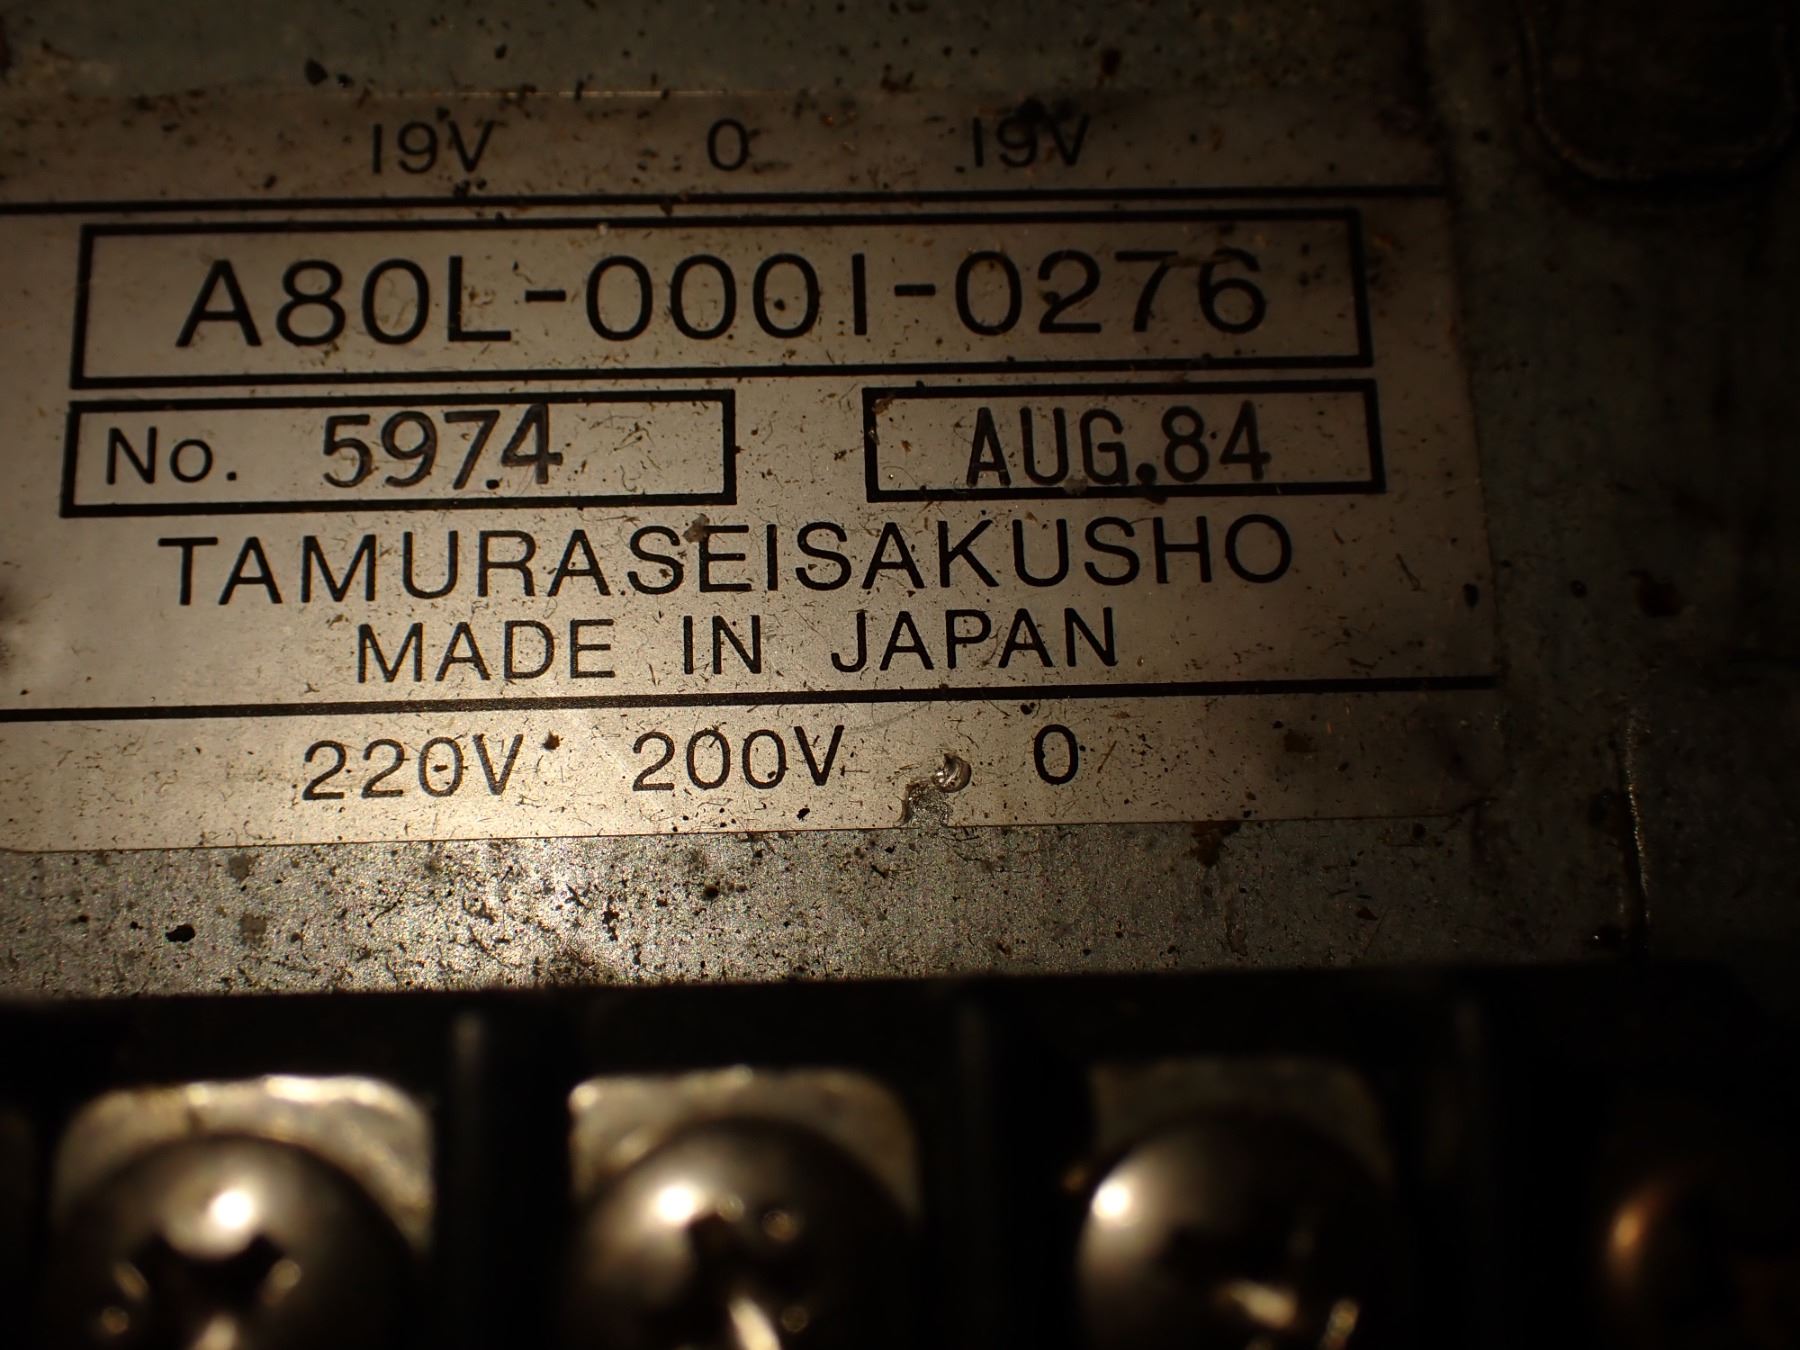 19V 0 19V
A80L-0001-0276
No. 5974 AUG.84
TAMURASEISAKUSHO
MADE IN JAPAN
220V 200V 0